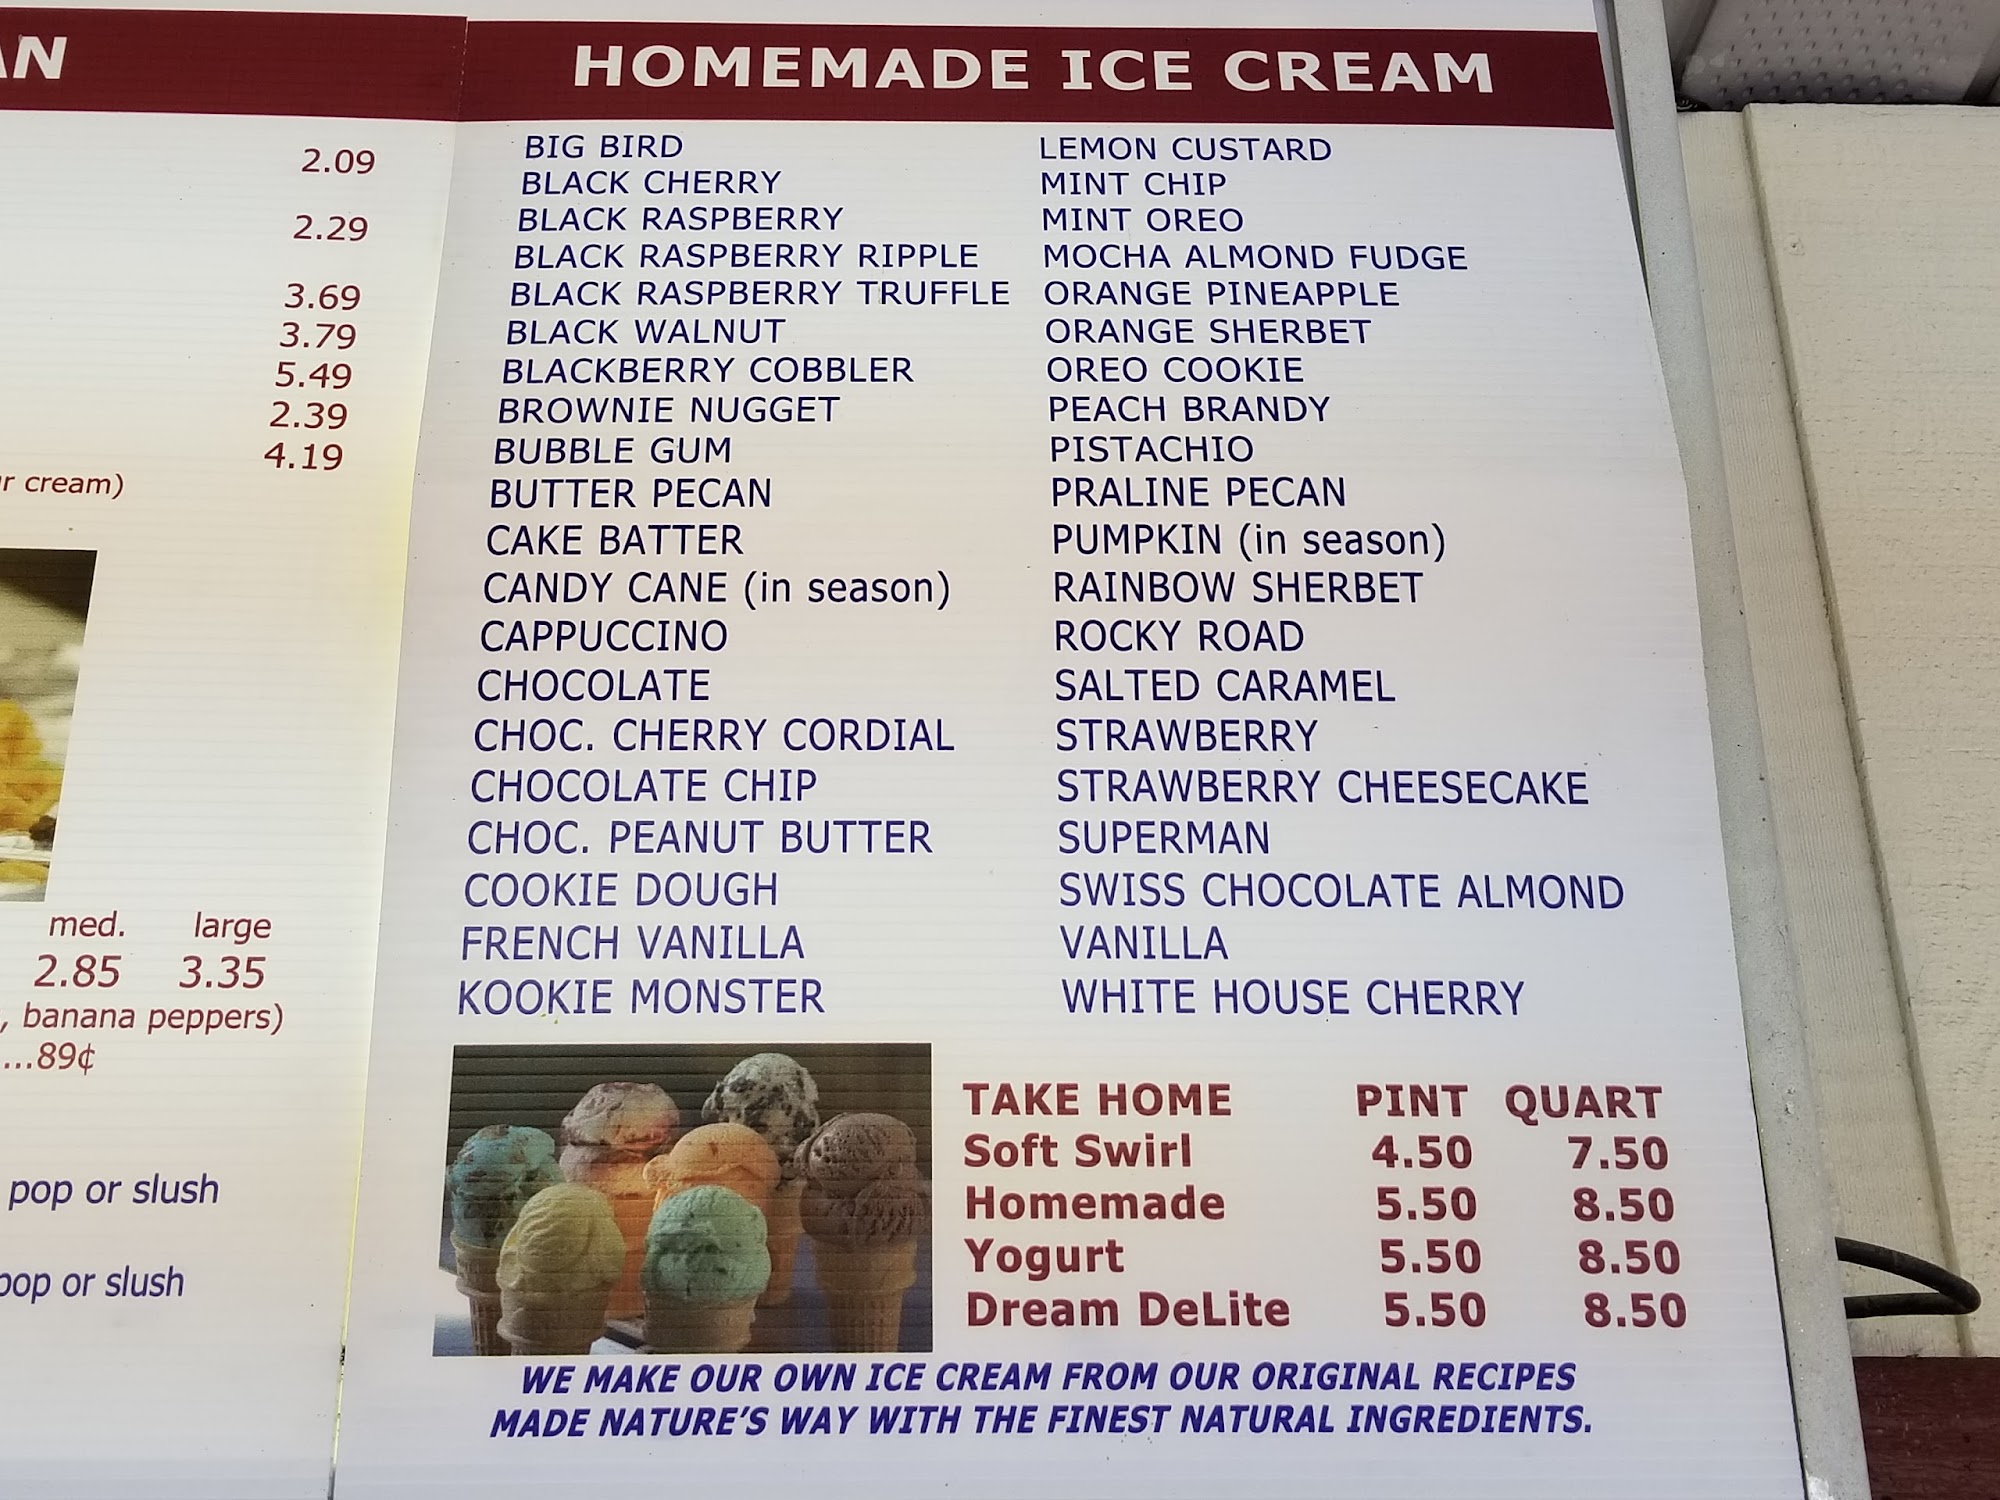 AN
2.09
2.29
3.69
3.79
5.49
2.39
4.19
r cream)
med. large
2.85 3.35
, banana peppers)
...89¢
pop or slush
pop or slush
HOMEMADE ICE CREAM
BIG BIRD
BLACK CHERRY
BLACK RASPBERRY
BLACK RASPBERRY RIPPLE
BLACK RASPBERRY TRUFFLE
BLACK WALNUT
BLACKBERRY COBBLER
BROWNIE NUGGET
BUBBLE GUM
BUTTER PECAN
CAKE BATTER
CANDY CANE (in season)
CAPPUCCINO
CHOCOLATE
CHOC. CHERRY CORDIAL
CHOCOLATE CHIP
CHOC. PEANUT BUTTER
COOKIE DOUGH
FRENCH VANILLA
KOOKIE MONSTER
LEMON CUSTARD
MINT CHIP
MINT OREO
MOCHA ALMOND FUDGE
ORANGE PINEAPPLE
ORANGE SHERBET
OREO COOKIE
PEACH BRANDY
PISTACHIO
PRALINE PECAN
PUMPKIN (in season)
RAINBOW SHERBET
ROCKY ROAD
SALTED CARAMEL
STRAWBERRY
STRAWBERRY CHEESECAKE
SUPERMAN
SWISS CHOCOLATE ALMOND
VANILLA
WHITE HOUSE CHERRY
TAKE HOME PINT QUART
Soft Swirl 4.50 7.50
Homemade 5.50 8.50
Yogurt 5.50 8.50
Dream DeLite 5.50 8.50
WE MAKE OUR OWN ICE CREAM FROM OUR ORIGINAL RECIPES
MADE NATURE'S WAY WITH THE FINEST NATURAL INGREDIENTS.